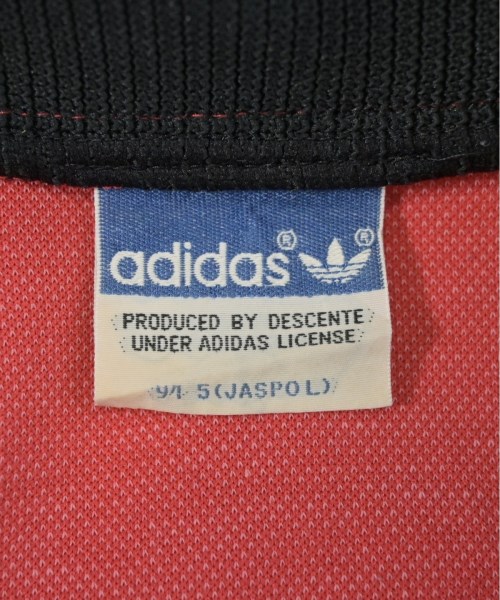 adidas® ®
PRODUCED BY DESCENTE
UNDER ADIDAS LICENSE
94-5(JASPO L)